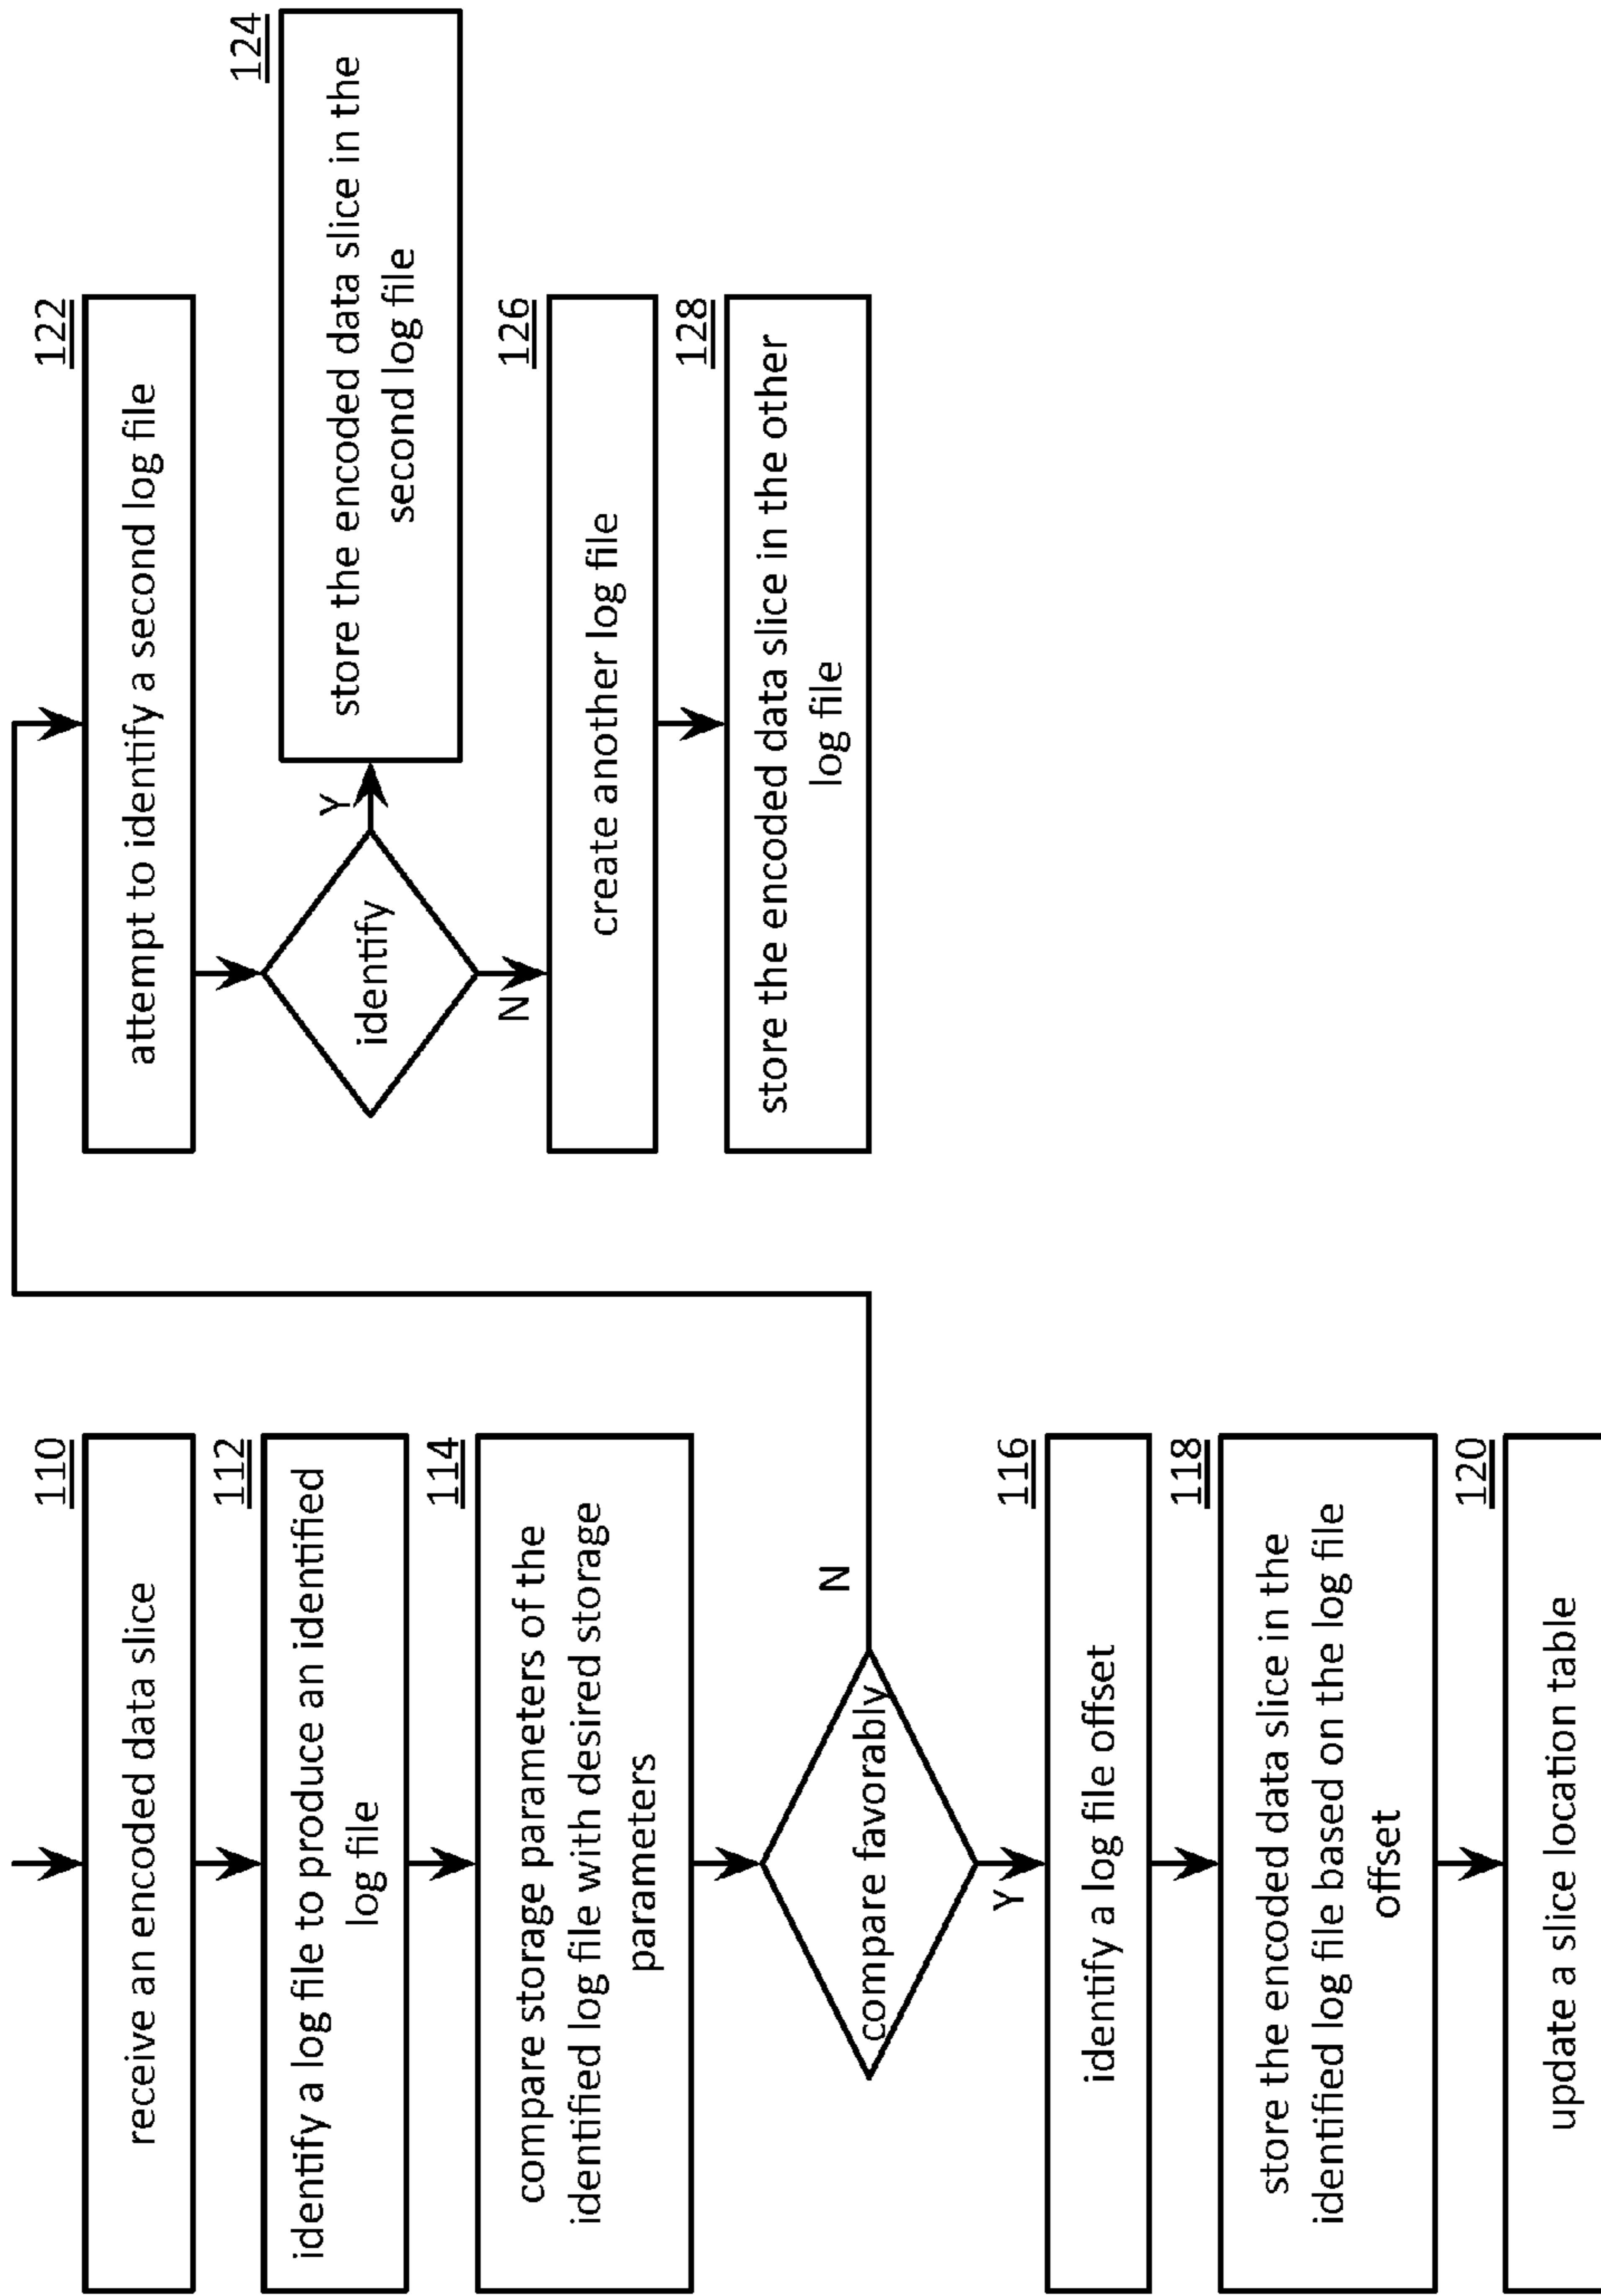 110
receive an encoded data slice
112
identify a log file to produce an identified
log file
114
compare storage parameters of the
identified log file with desired storage
parameters
compare favorably
N
Y
116
identify a log file offset
118
store the encoded data slice in the
identified log file based on the log file
offset
120
update a slice location table
122
attempt to identify a second log file
identify
Y
124
store the encoded data slice in the
second log file
N
126
create another log file
128
store the encoded data slice in the other
log file